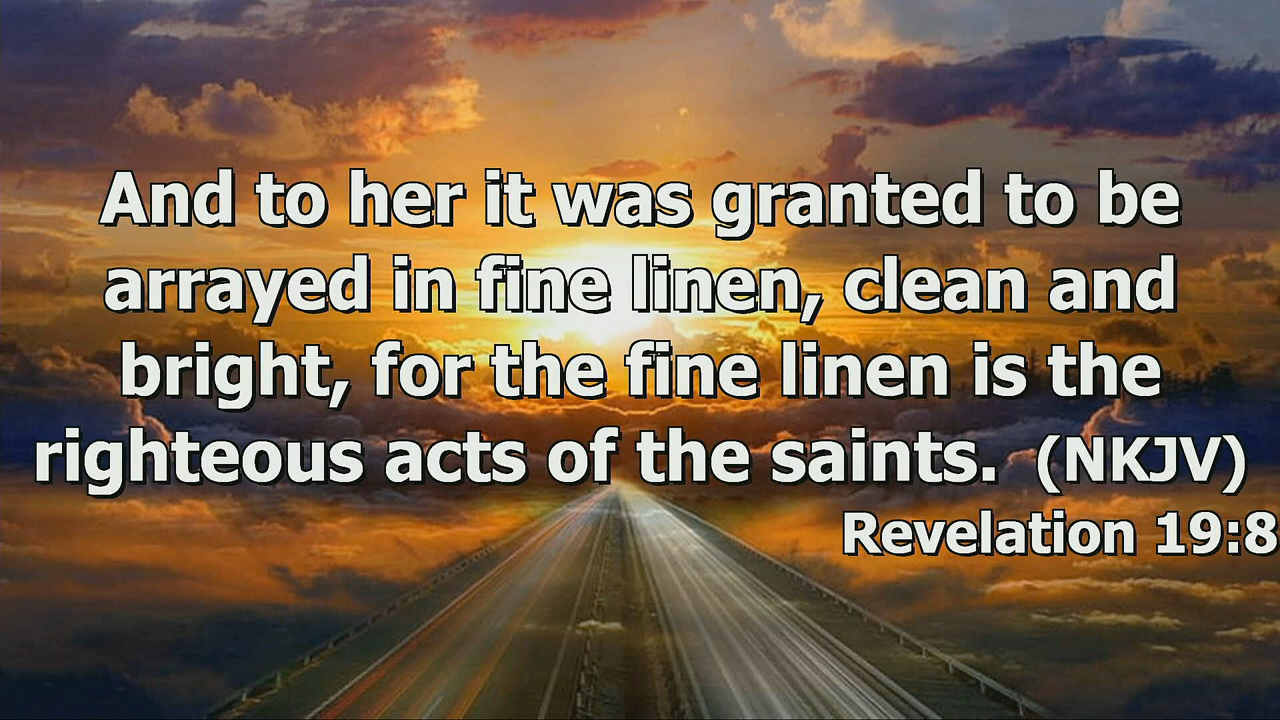 And to her it was granted to be
arrayed in fine linen, clean and
bright, for the fine linen is the
righteous acts of the saints. (NKJV)
Revelation 19:8